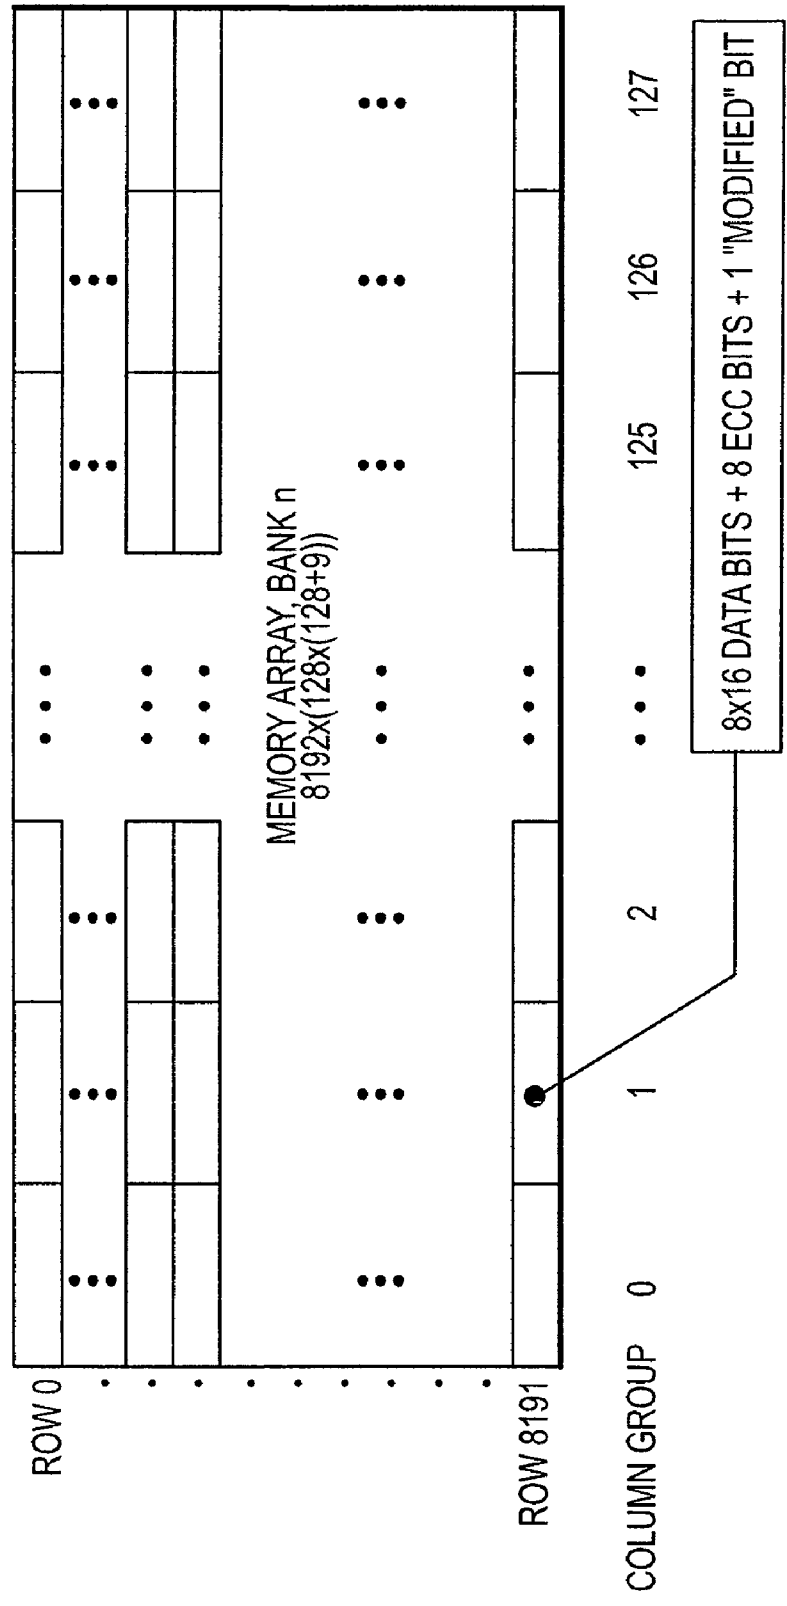 ROW 0
MEMORY ARRAY, BANK n
8192x(128x(128+9))
ROW 8191
COLUMN GROUP 0 1 2 125 126 127
8x16 DATA BITS + 8 ECC BITS + 1 "MODIFIED" BIT